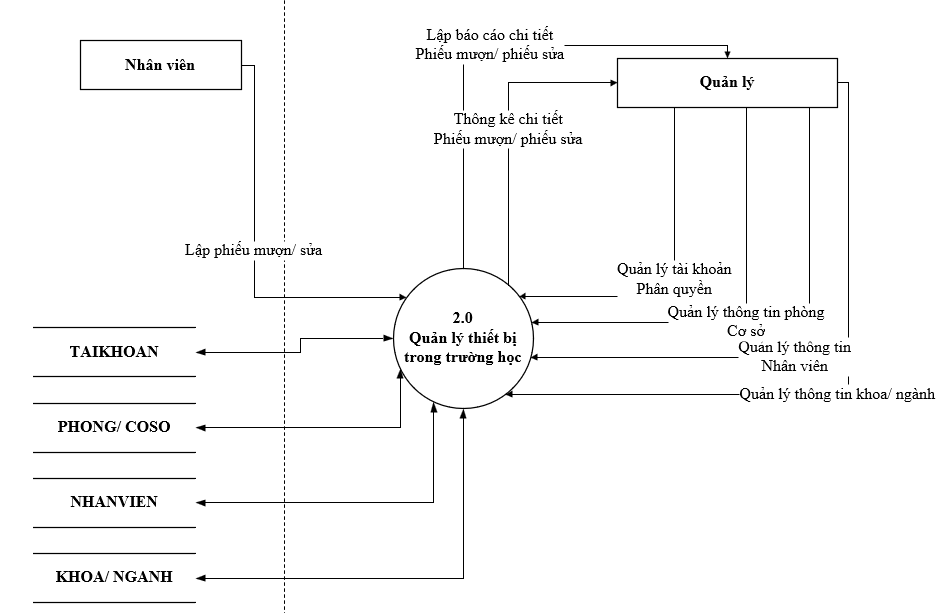 Lập báo cáo chi tiết
Phiếu mượn/ phiếu sửa
Nhân viên
Quản lý
Thông kê chi tiết
Phiếu mượn/ phiếu sửa
Lập phiếu mượn/ sửa
Quản lý tài khoản
Phân quyền
2.0
Quản lý thiết bị
trong trường học
Quản lý thông tin phòng
Cơ sở
Quản lý thông tin
Nhân viên
Quản lý thông tin khoa/ ngành
TAIKHOAN
PHONG/ COSO
NHANVIEN
KHOA/ NGANH